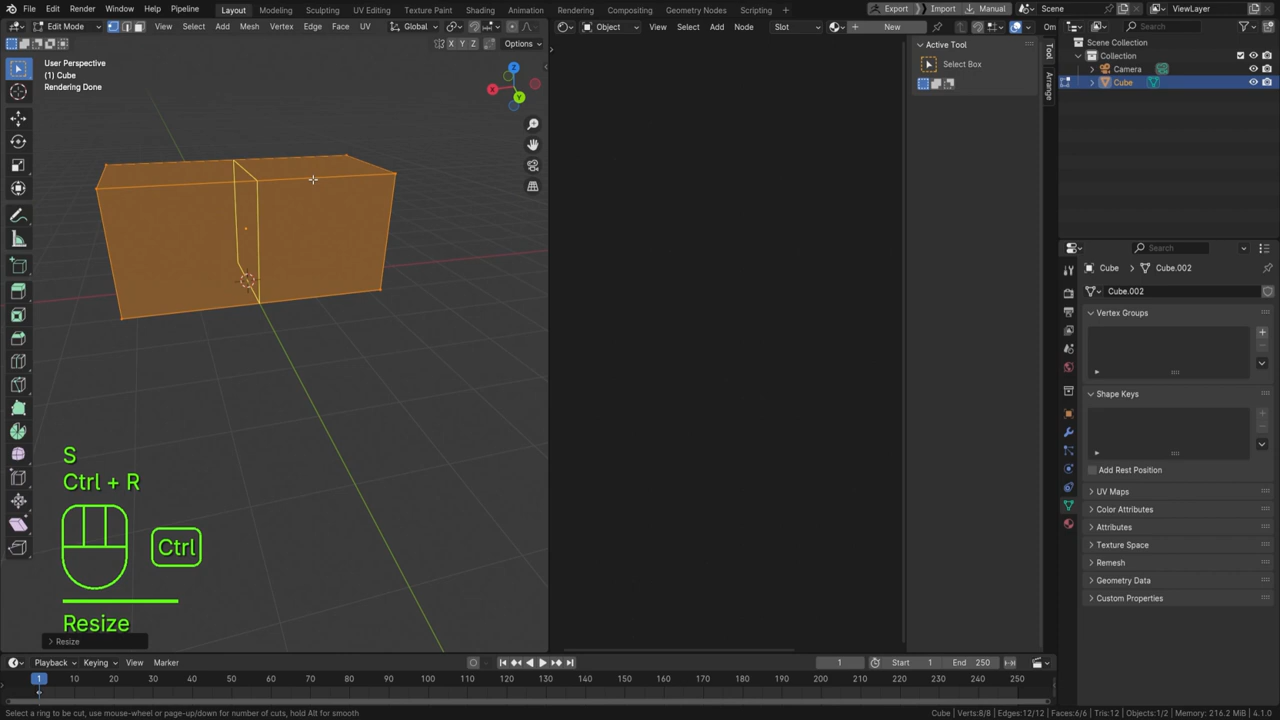 File Edit Render Window Help Pipeline Layout Modeling Sculpting UV Editing Texture Paint Shading Animation Rendering Compositing Geometry Nodes Scripting Export Import Manual Scene ViewLayer
Edit Mode View Select Add Mesh Vertex Edge Face UV Global
Object View Select Add Node Slot New
Search
X Y Z Options
User Perspective
(1) Cube
Rendering Done
Z
X
Y
Active Tool
Select Box
Tool
Arrange
Scene Collection
Collection
Camera
Cube
Search
Cube Cube.002
Cube.002
Vertex Groups
Shape Keys
Add Rest Position
UV Maps
Color Attributes
Attributes
Texture Space
Remesh
Geometry Data
Custom Properties
S
Ctrl + R
Ctrl
Resize
Resize
Playback Keying View Marker 1 Start 1 End 250
1 10 20 30 40 50 60 70 80 90 100 110 120 130 140 150 160 170 180 190 200 210 220 230 240 250
Select a ring to be cut, use mouse-wheel or page-up/down for number of cuts, hold Alt for smooth
Cube | Verts:8/8 | Edges:12/12 | Faces:6/6 | Tris:12 | Objects:1/2 | Memory: 216.2 MiB | 4.1.0